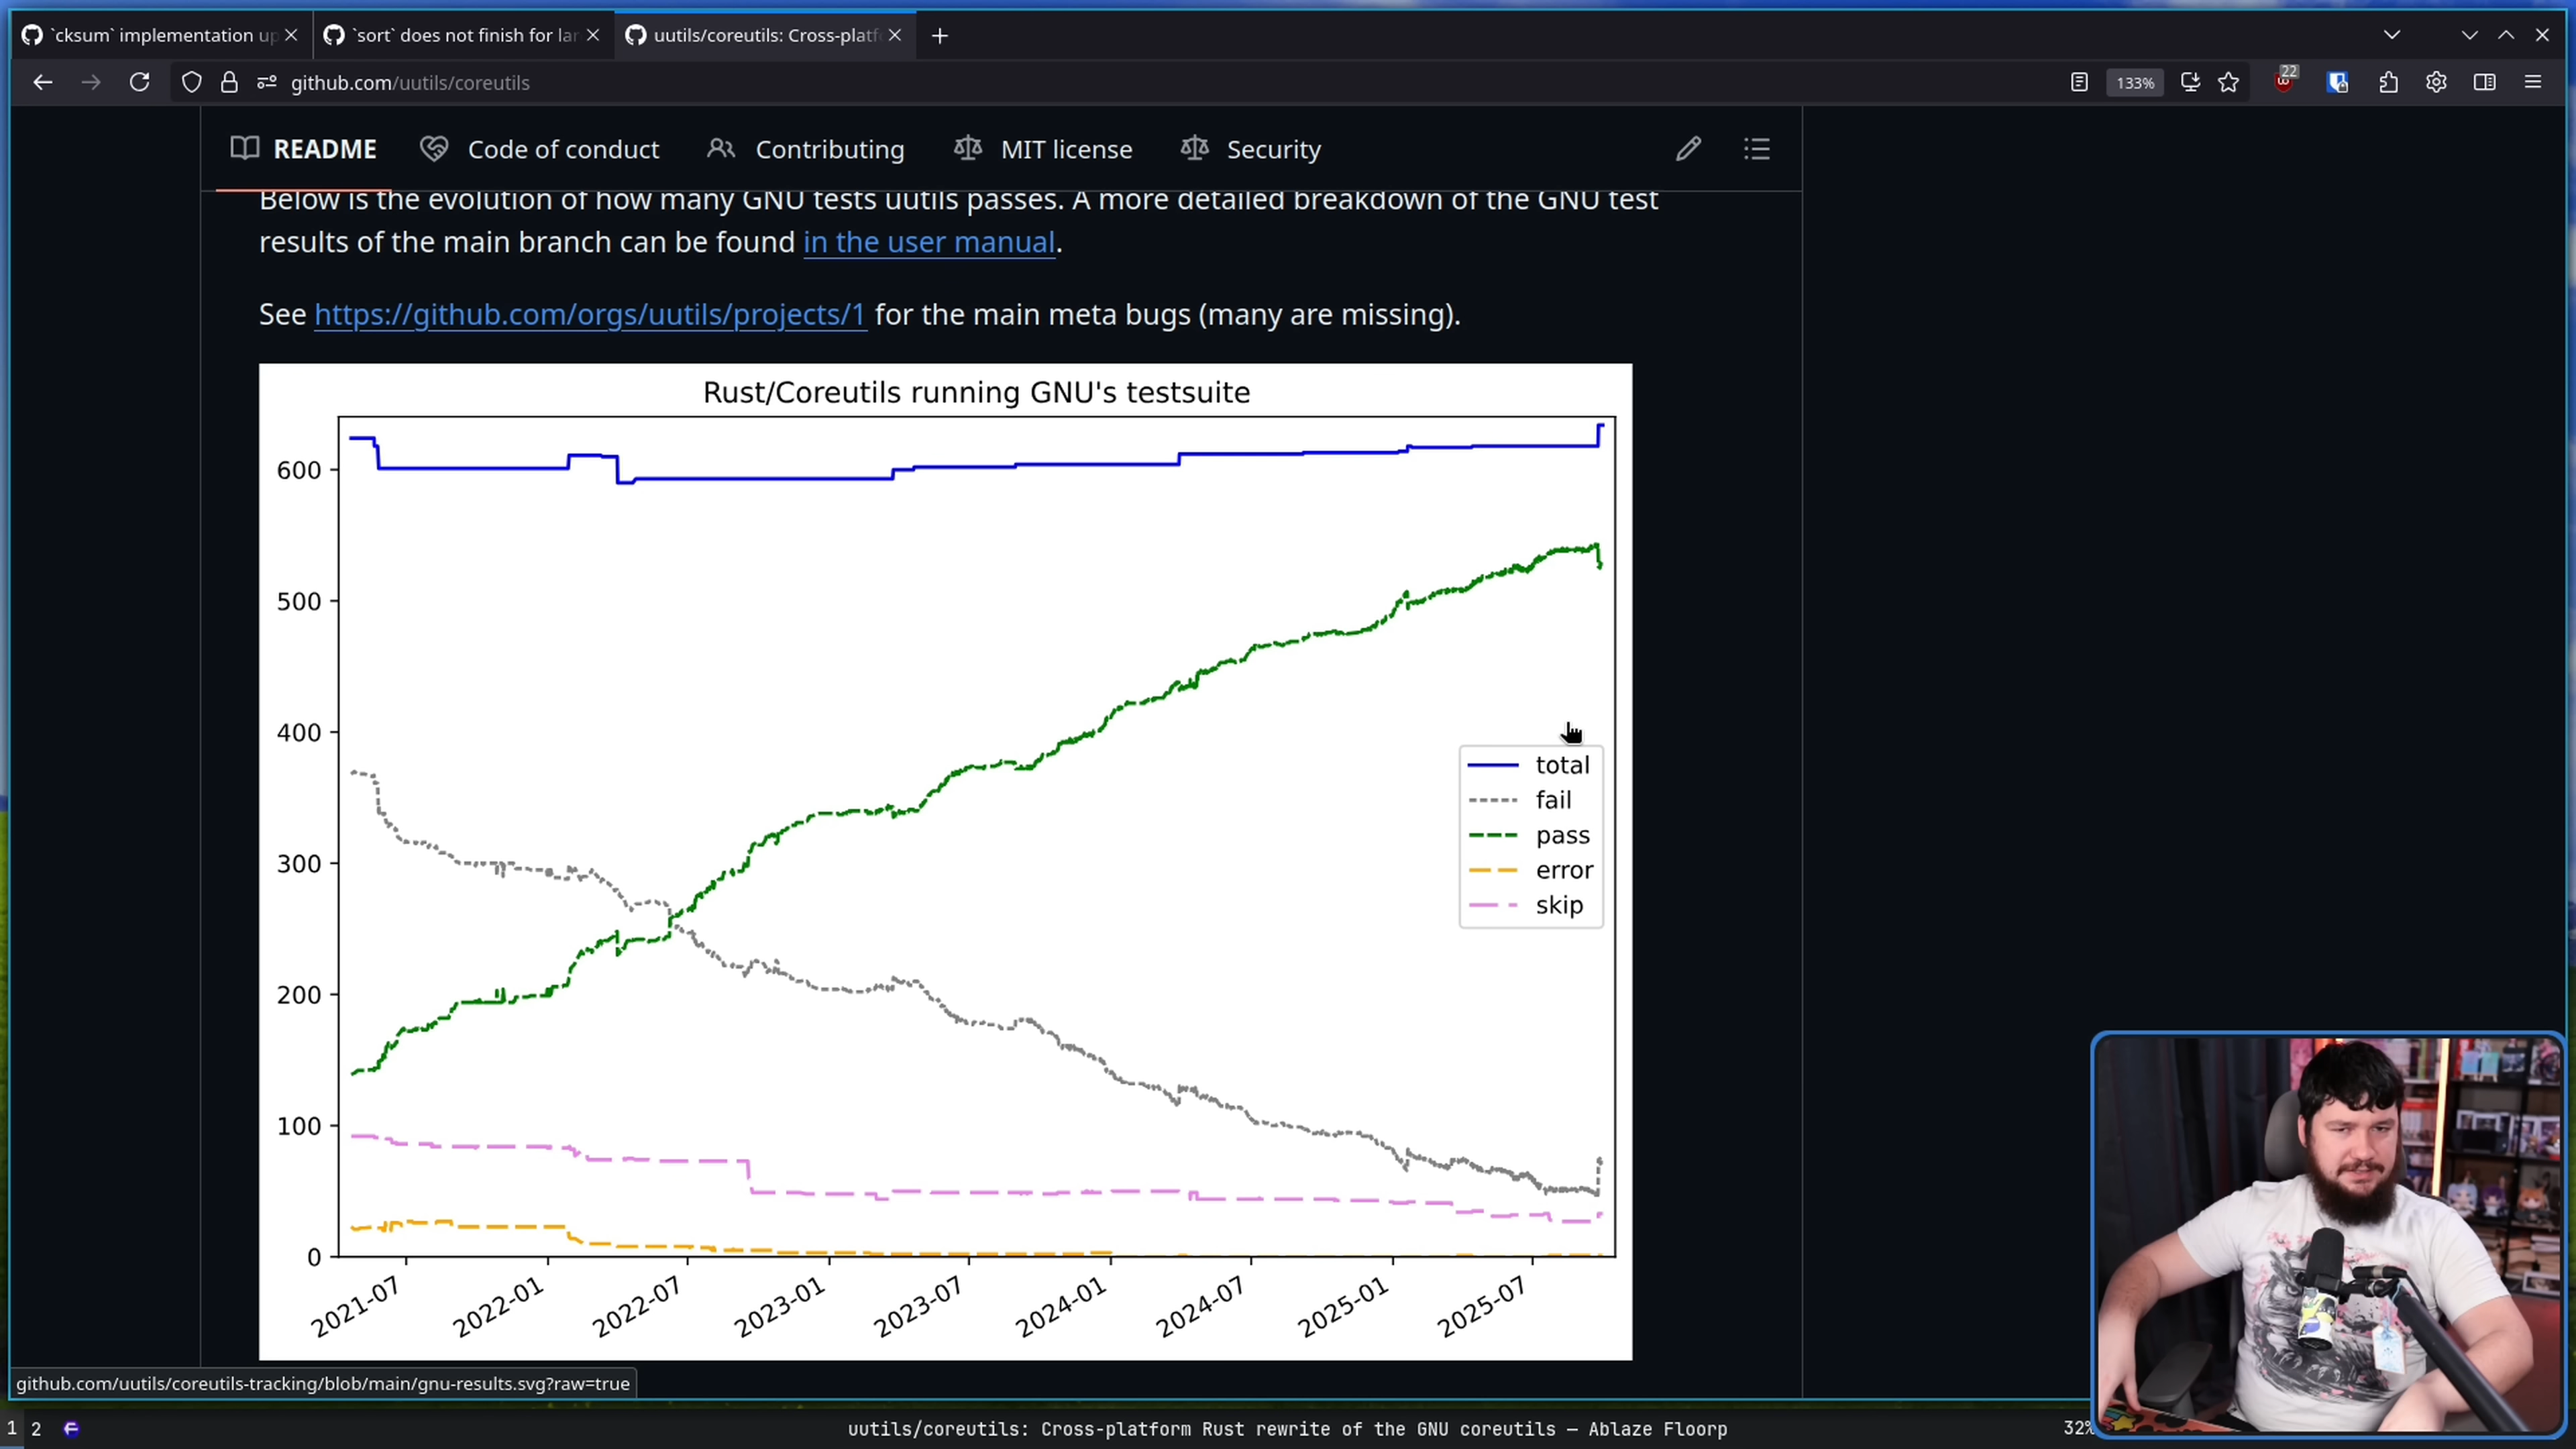 `cksum` implementation up
`sort` does not finish for lar
uutils/coreutils: Cross-platf
github.com/uutils/coreutils
133%
22
README
Code of conduct
Contributing
MIT license
Security
Below is the evolution of how many GNU tests uutils passes. A more detailed breakdown of the GNU test
results of the main branch can be found in the user manual.
See https://github.com/orgs/uutils/projects/1 for the main meta bugs (many are missing).
Rust/Coreutils running GNU's testsuite
600
500
400
300
200
100
0
total
fail
pass
error
skip
2021-07
2022-01
2022-07
2023-01
2023-07
2024-01
2024-07
2025-01
2025-07
github.com/uutils/coreutils-tracking/blob/main/gnu-results.svg?raw=true
1 2
uutils/coreutils: Cross-platform Rust rewrite of the GNU coreutils — Ablaze Floorp
32%